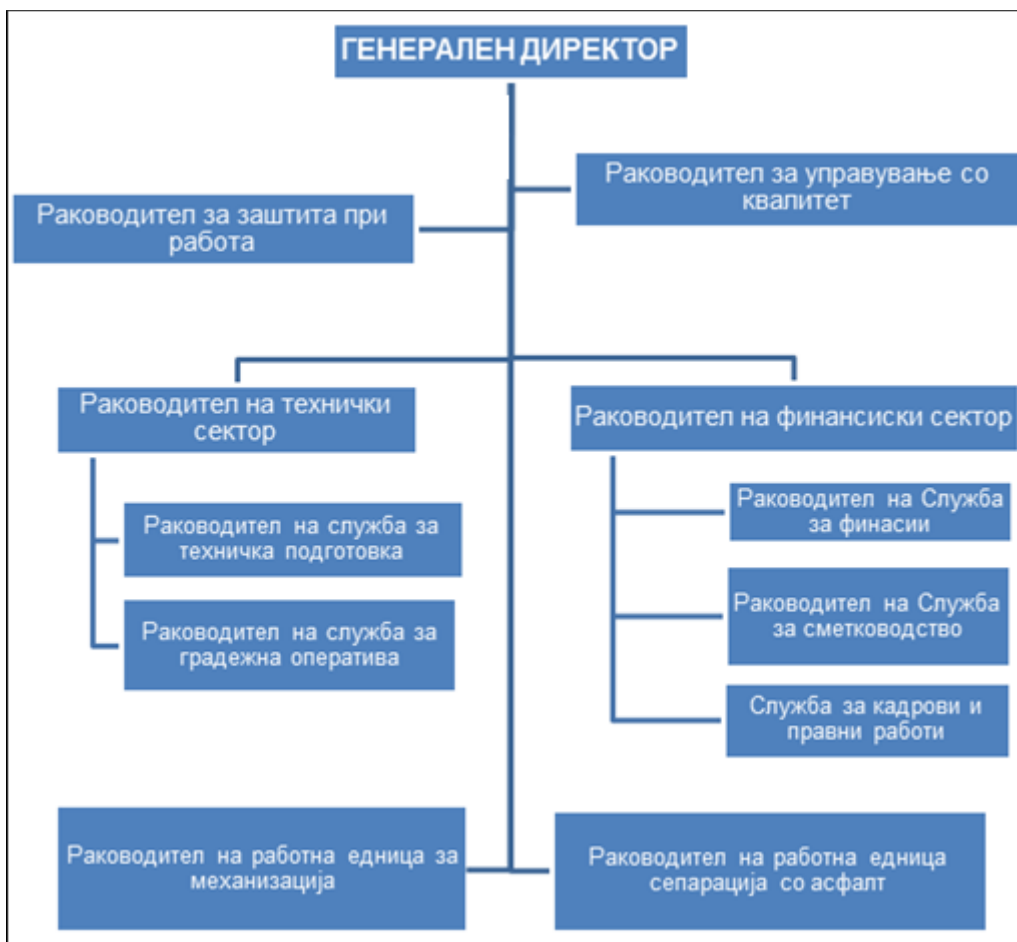 ГЕНЕРАЛЕН ДИРЕКТОР
Раководител за управување со
квалитет
Раководител за заштита при
работа
Раководител на технички
сектор
Раководител на финансиски сектор
Раководител на служба за
техничка подготовка
Раководител на служба за
градежна оператива
Раководител на Служба
за финасии
Раководител на Служба
за сметководство
Служба за кадрови и
правни работи
Раководител на работна едница за
механизација
Раководител на работна едница
сепарација со асфалт